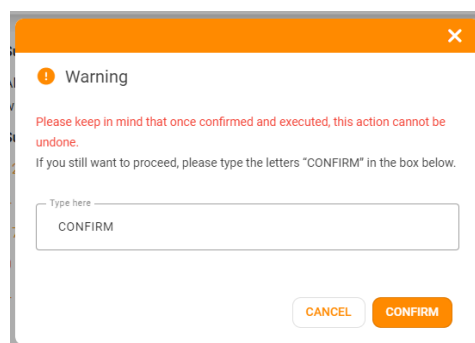 Warning
Please keep in mind that once confirmed and executed, this action cannot be
undone.
If you still want to proceed, please type the letters “CONFIRM” in the box below.
Type here
CONFIRM
CANCEL
CONFIRM